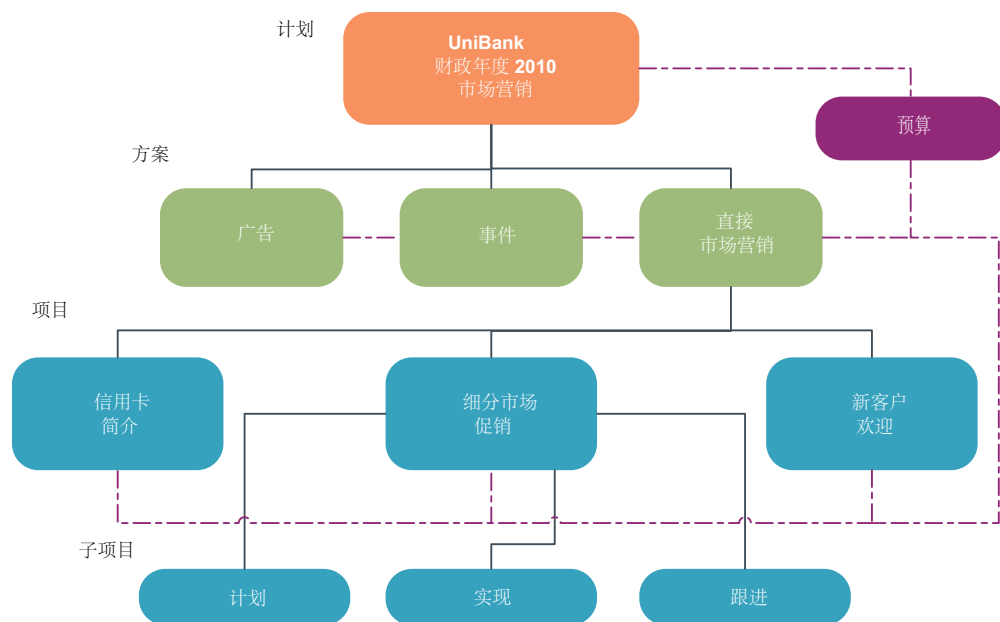 计划
UniBank
财政年度 2010
市场营销
预算
方案
广告
事件
直接
市场营销
项目
信用卡
简介
细分市场
促销
新客户
欢迎
子项目
计划
实现
跟进